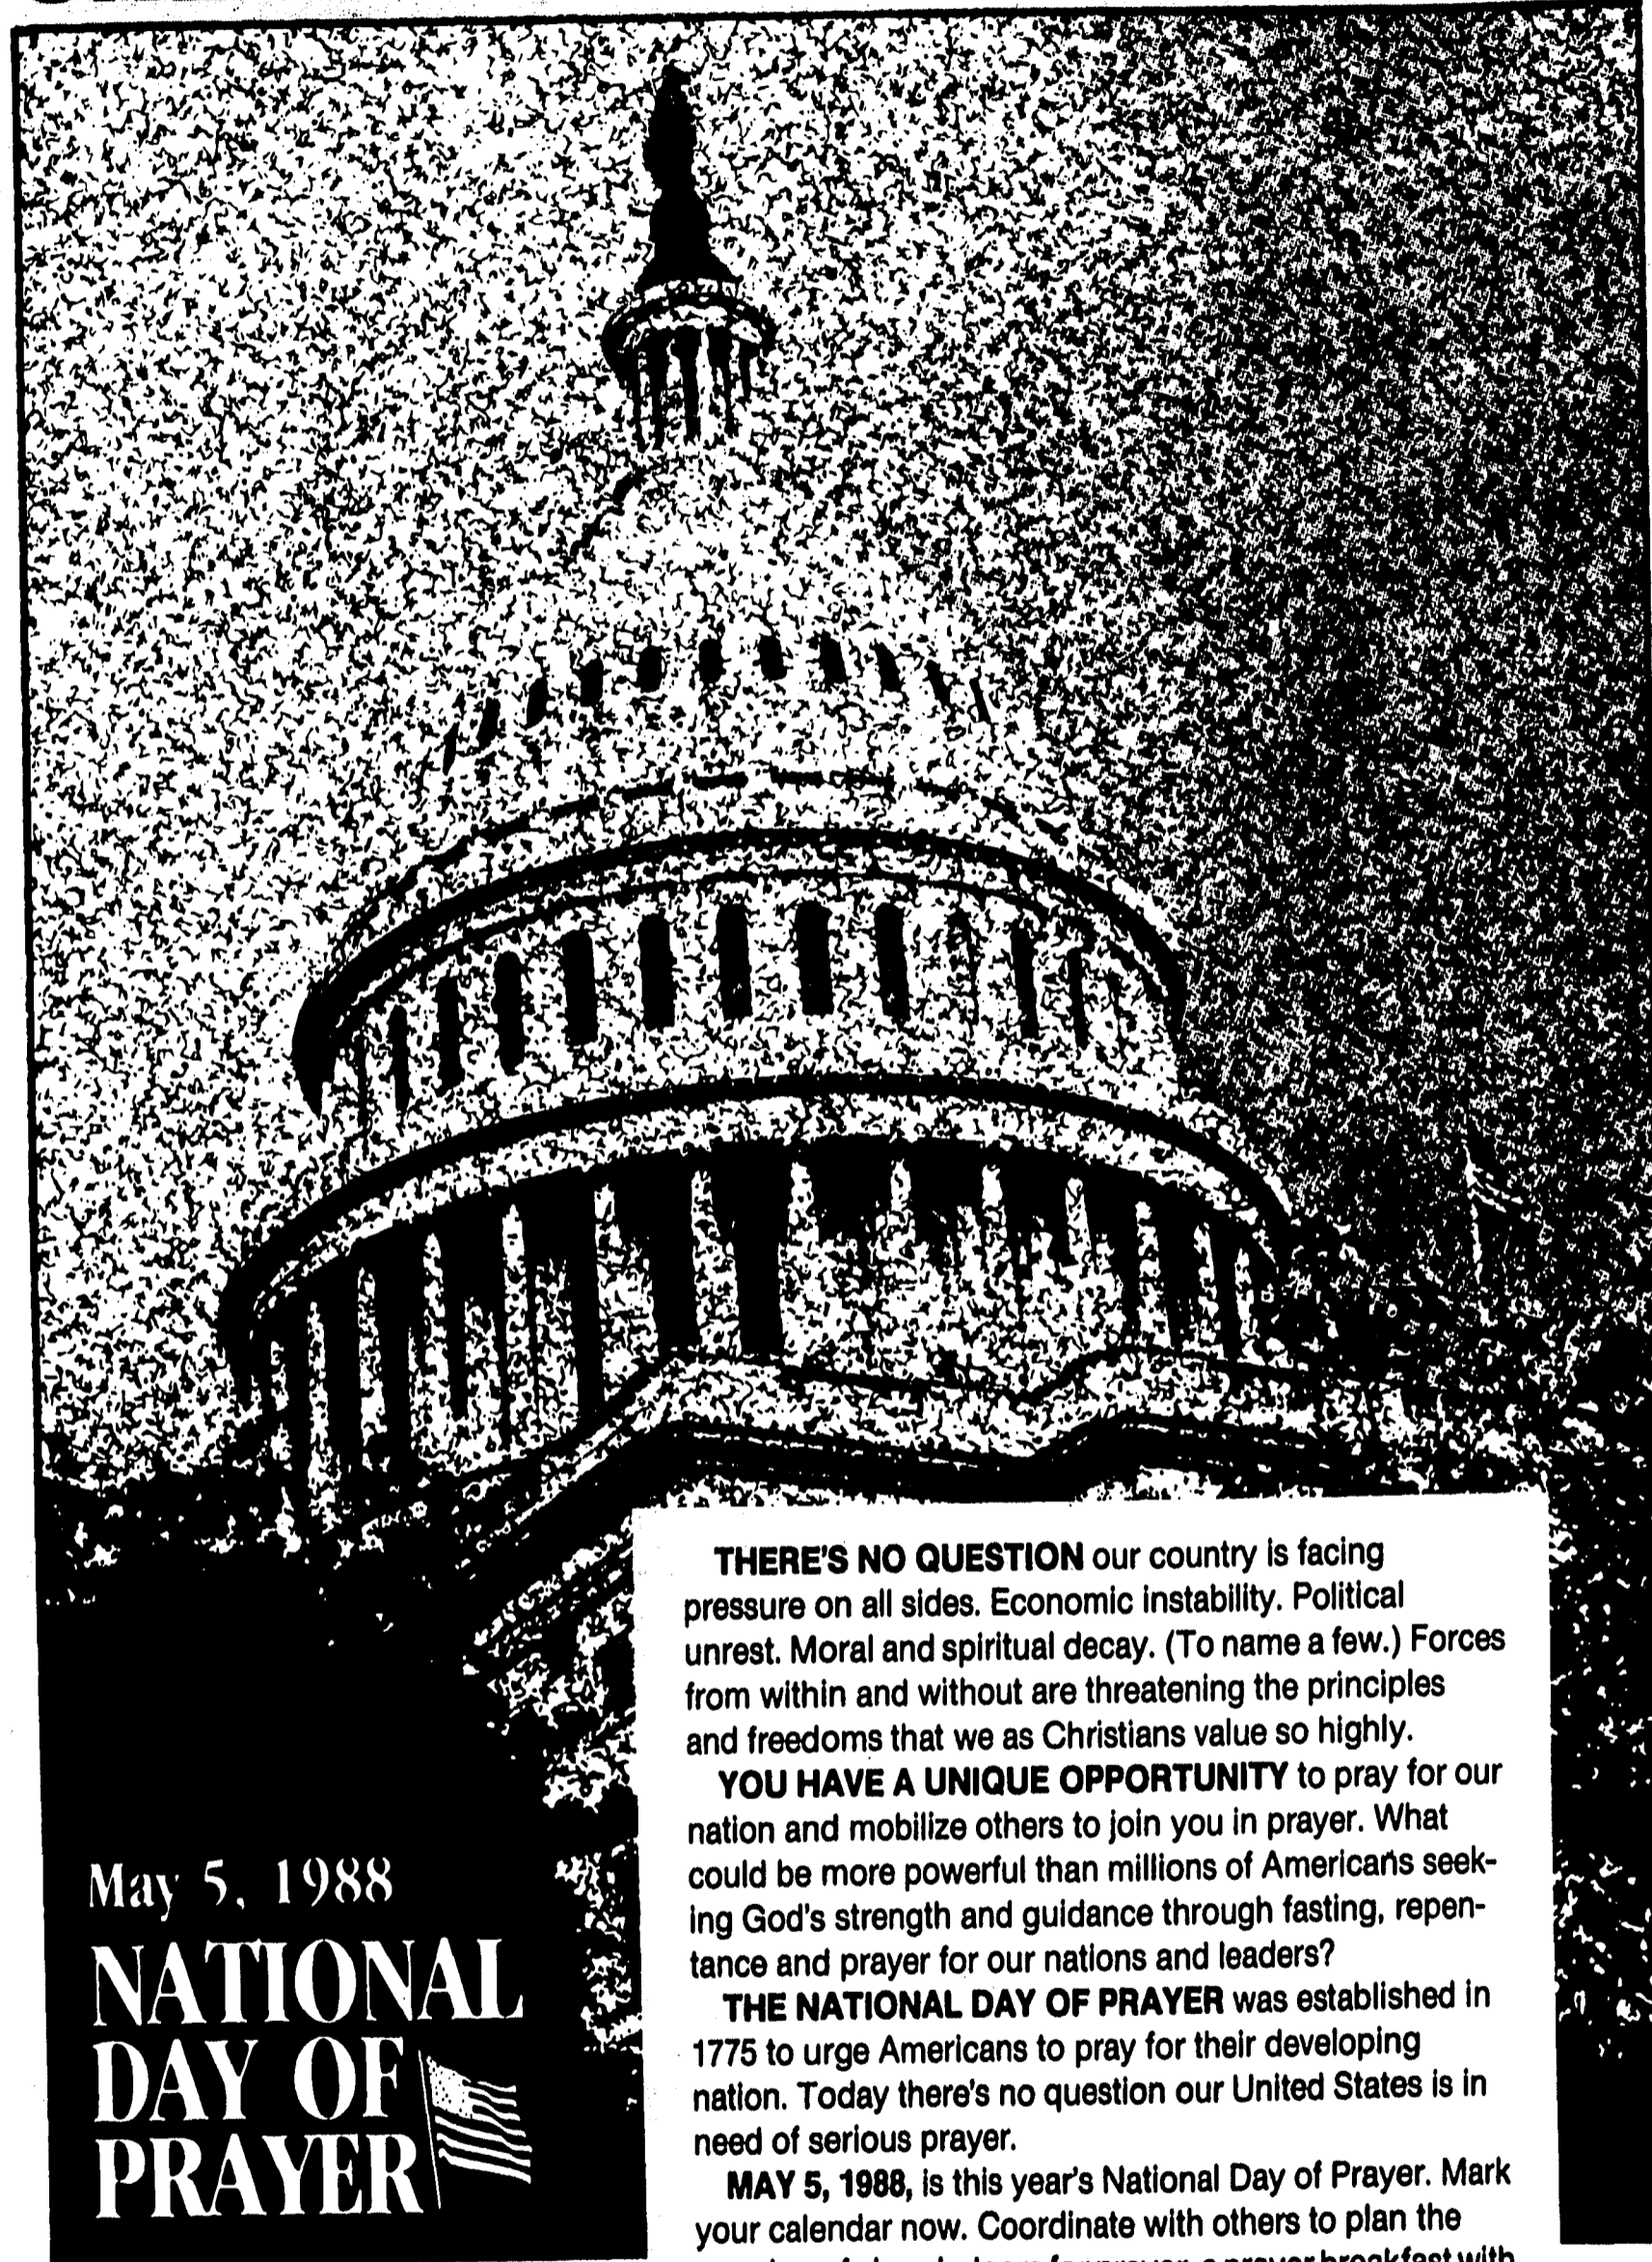 THERE'S NO QUESTION our country is facing
pressure on all sides. Economic instability. Political
unrest. Moral and spiritual decay. (To name a few.) Forces
from within and without are threatening the principles
and freedoms that we as Christians value so highly.
YOU HAVE A UNIQUE OPPORTUNITY to pray for our
nation and mobilize others to join you in prayer. What
could be more powerful than millions of Americans seek-
ing God's strength and guidance through fasting, repen-
tance and prayer for our nations and leaders?
THE NATIONAL DAY OF PRAYER was established in
1775 to urge Americans to pray for their developing
nation. Today there's no question our United States is in
need of serious prayer.
MAY 5, 1988, is this year's National Day of Prayer. Mark
your calendar now. Coordinate with others to plan the
prayer breakfast with
May 5, 1988
NATIONAL
DAY OF
PRAYER